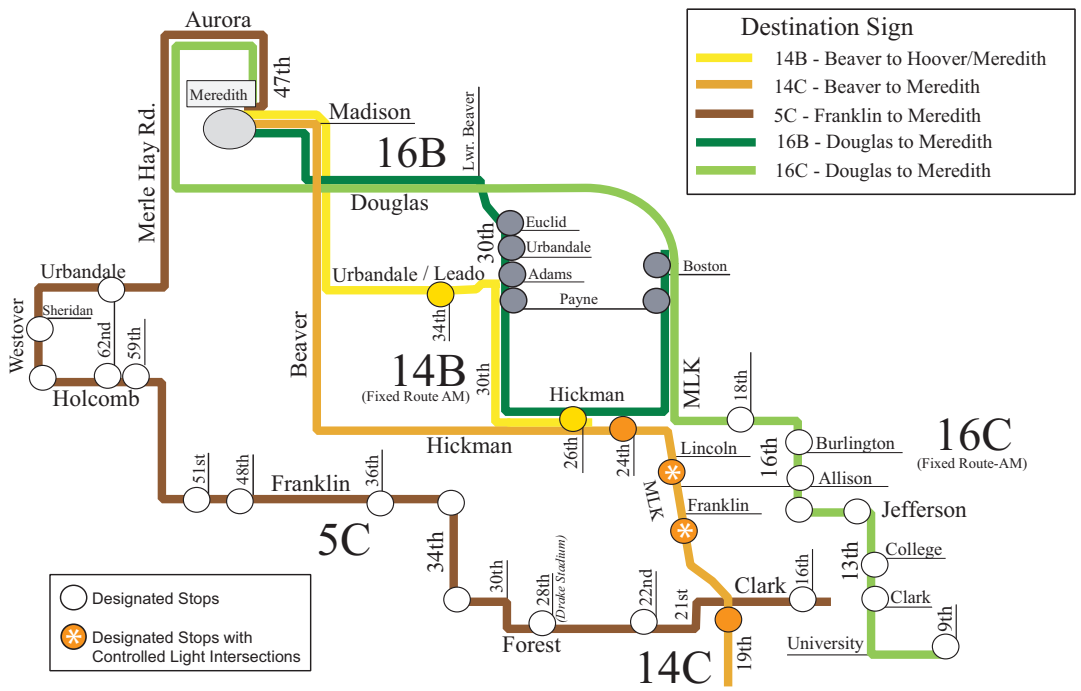 Aurora
47th
Meredith
Madison
Merle Hay Rd.
16B
Lwr. Beaver
Douglas
Destination Sign
14B - Beaver to Hoover/Meredith
14C - Beaver to Meredith
5C - Franklin to Meredith
16B - Douglas to Meredith
16C - Douglas to Meredith
30th
Euclid
Urbandale
Adams
Payne
Boston
Urbandale
Sheridan
Westover
62nd
59th
Holcomb
Urbandale / Leado
34th
Beaver
14B
(Fixed Route AM)
30th
Hickman
26th
24th
Hickman
MLK
18th
16th
Burlington
Allison
16C
(Fixed Route-AM)
Lincoln
MLK
Franklin
Jefferson
51st
48th
Franklin
36th
5C
34th
30th
28th
(Drake Stadium)
22nd
21st
Forest
Clark
16th
14C
19th
13th
College
Clark
University
9th
Designated Stops
Designated Stops with
Controlled Light Intersections